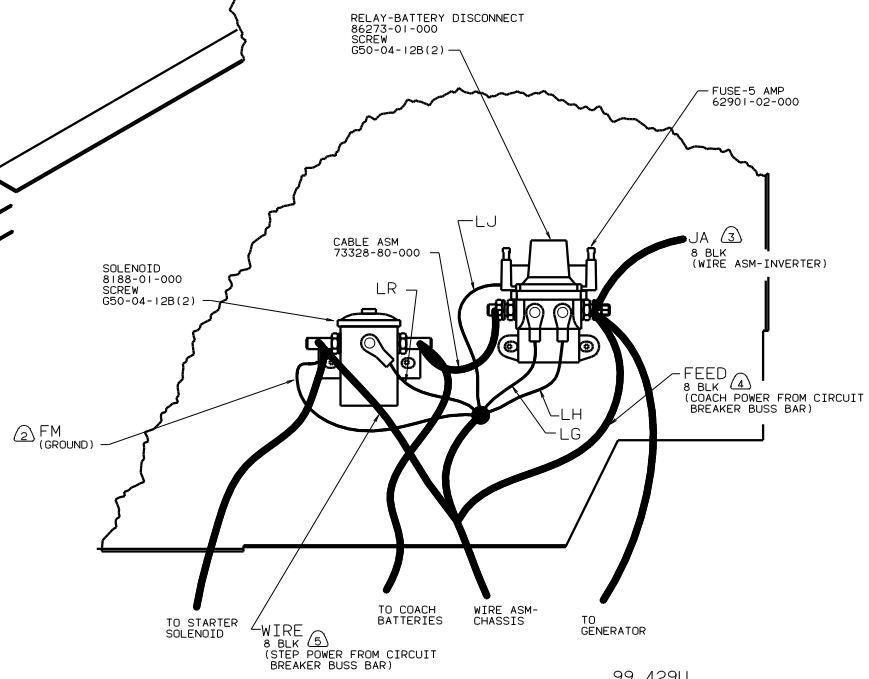 RELAY-BATTERY DISCONNECT
86273-01-000
SCREW
G50-04-12B(2)
FUSE-5 AMP
62901-02-000
LJ
CABLE ASM
73328-80-000
JA 3
8 BLK
(WIRE ASM-INVERTER)
SOLENOID
8188-01-000
SCREW
G50-04-12B(2)
LR
FEED
8 BLK 4
(COACH POWER FROM CIRCUIT
BREAKER BUSS BAR)
LH
LG
2 FM
(GROUND)
TO STARTER
SOLENOID
WIRE
8 BLK 5
(STEP POWER FROM CIRCUIT
BREAKER BUSS BAR)
TO COACH
BATTERIES
WIRE ASM-
CHASSIS
TO
GENERATOR